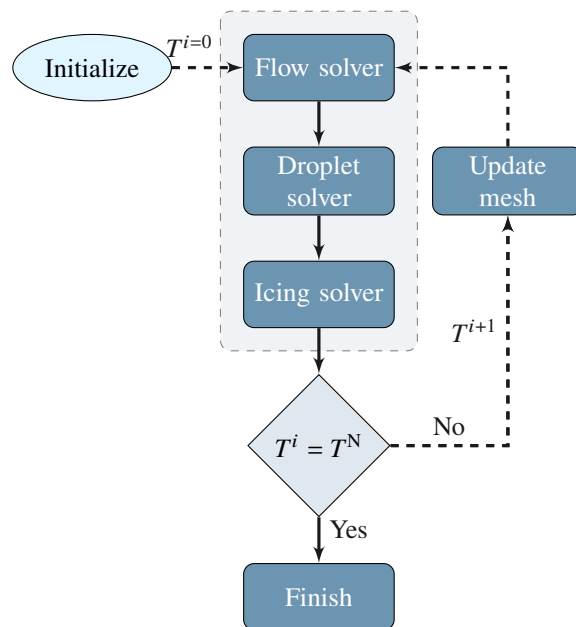 T^{i=0}
Initialize
Flow solver
Droplet
solver
Update
mesh
Icing solver
T^{i+1}
No
T^i = T^N
Yes
Finish